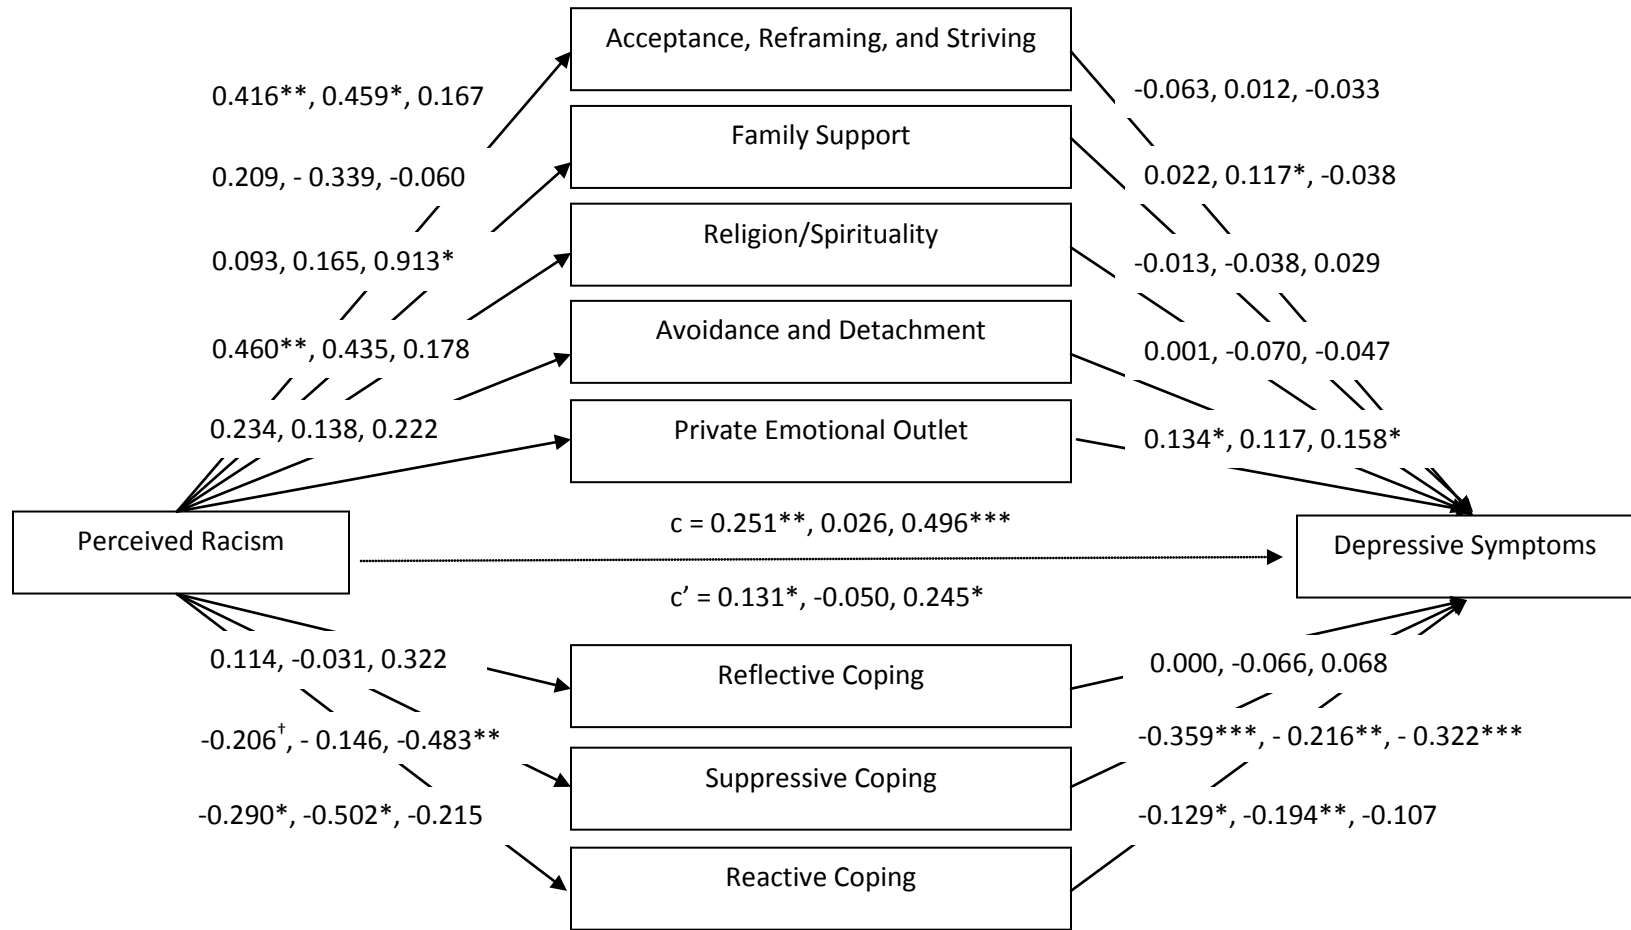 Acceptance, Reframing, and Striving
0.416**, 0.459*, 0.167
-0.063, 0.012, -0.033
Family Support
0.209, - 0.339, -0.060
0.022, 0.117*, -0.038
Religion/Spirituality
0.093, 0.165, 0.913*
-0.013, -0.038, 0.029
Avoidance and Detachment
0.460**, 0.435, 0.178
0.001, -0.070, -0.047
Private Emotional Outlet
0.234, 0.138, 0.222
0.134*, 0.117, 0.158*
c = 0.251**, 0.026, 0.496***
Perceived Racism
Depressive Symptoms
c’ = 0.131*, -0.050, 0.245*
0.114, -0.031, 0.322
Reflective Coping
0.000, -0.066, 0.068
-0.206†, - 0.146, -0.483**
Suppressive Coping
-0.359***, - 0.216**, - 0.322***
-0.290*, -0.502*, -0.215
Reactive Coping
-0.129*, -0.194**, -0.107